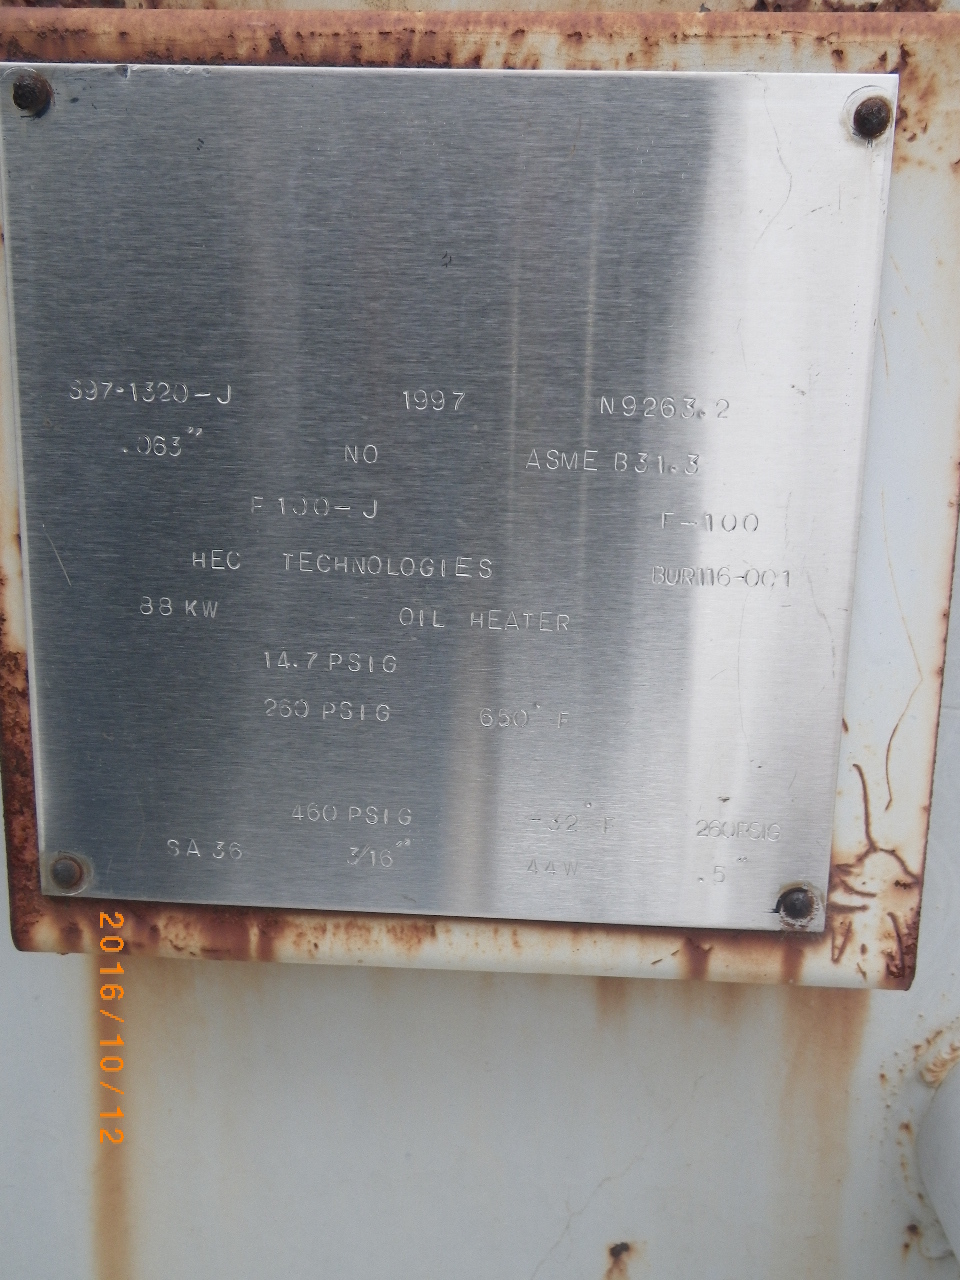 S97-1320-J 1997 N9263.2
.063" NO ASME B31.3
F100-J F-100
HEC TECHNOLOGIES BUR116-001
88 KW OIL HEATER
14.7 PSIG
260 PSIG 650°F
460 PSIG -32°F 260PSIG
SA 36 3/16" 44W .5"
2016/10/12